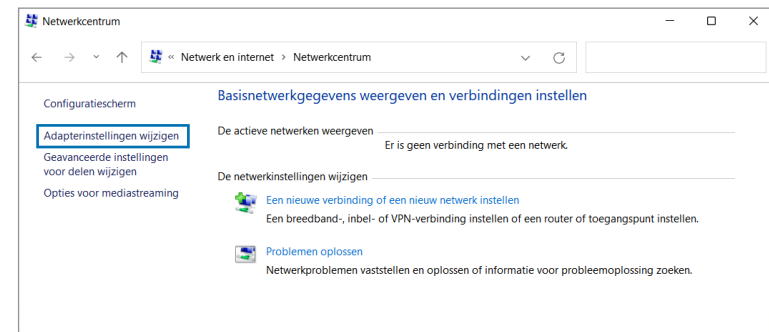 Netwerkcentrum
« Netwerk en internet > Netwerkcentrum
Configuratiescherm
Adapterinstellingen wijzigen
Geavanceerde instellingen
voor delen wijzigen
Opties voor mediastreaming
Basisnetwerkgegevens weergeven en verbindingen instellen
De actieve netwerken weergeven
Er is geen verbinding met een netwerk.
De netwerkinstellingen wijzigen
Een nieuwe verbinding of een nieuw netwerk instellen
Een breedband-, inbel- of VPN-verbinding instellen of een router of toegangspunt instellen.
Problemen oplossen
Netwerkproblemen vaststellen en oplossen of informatie voor probleemoplossing zoeken.